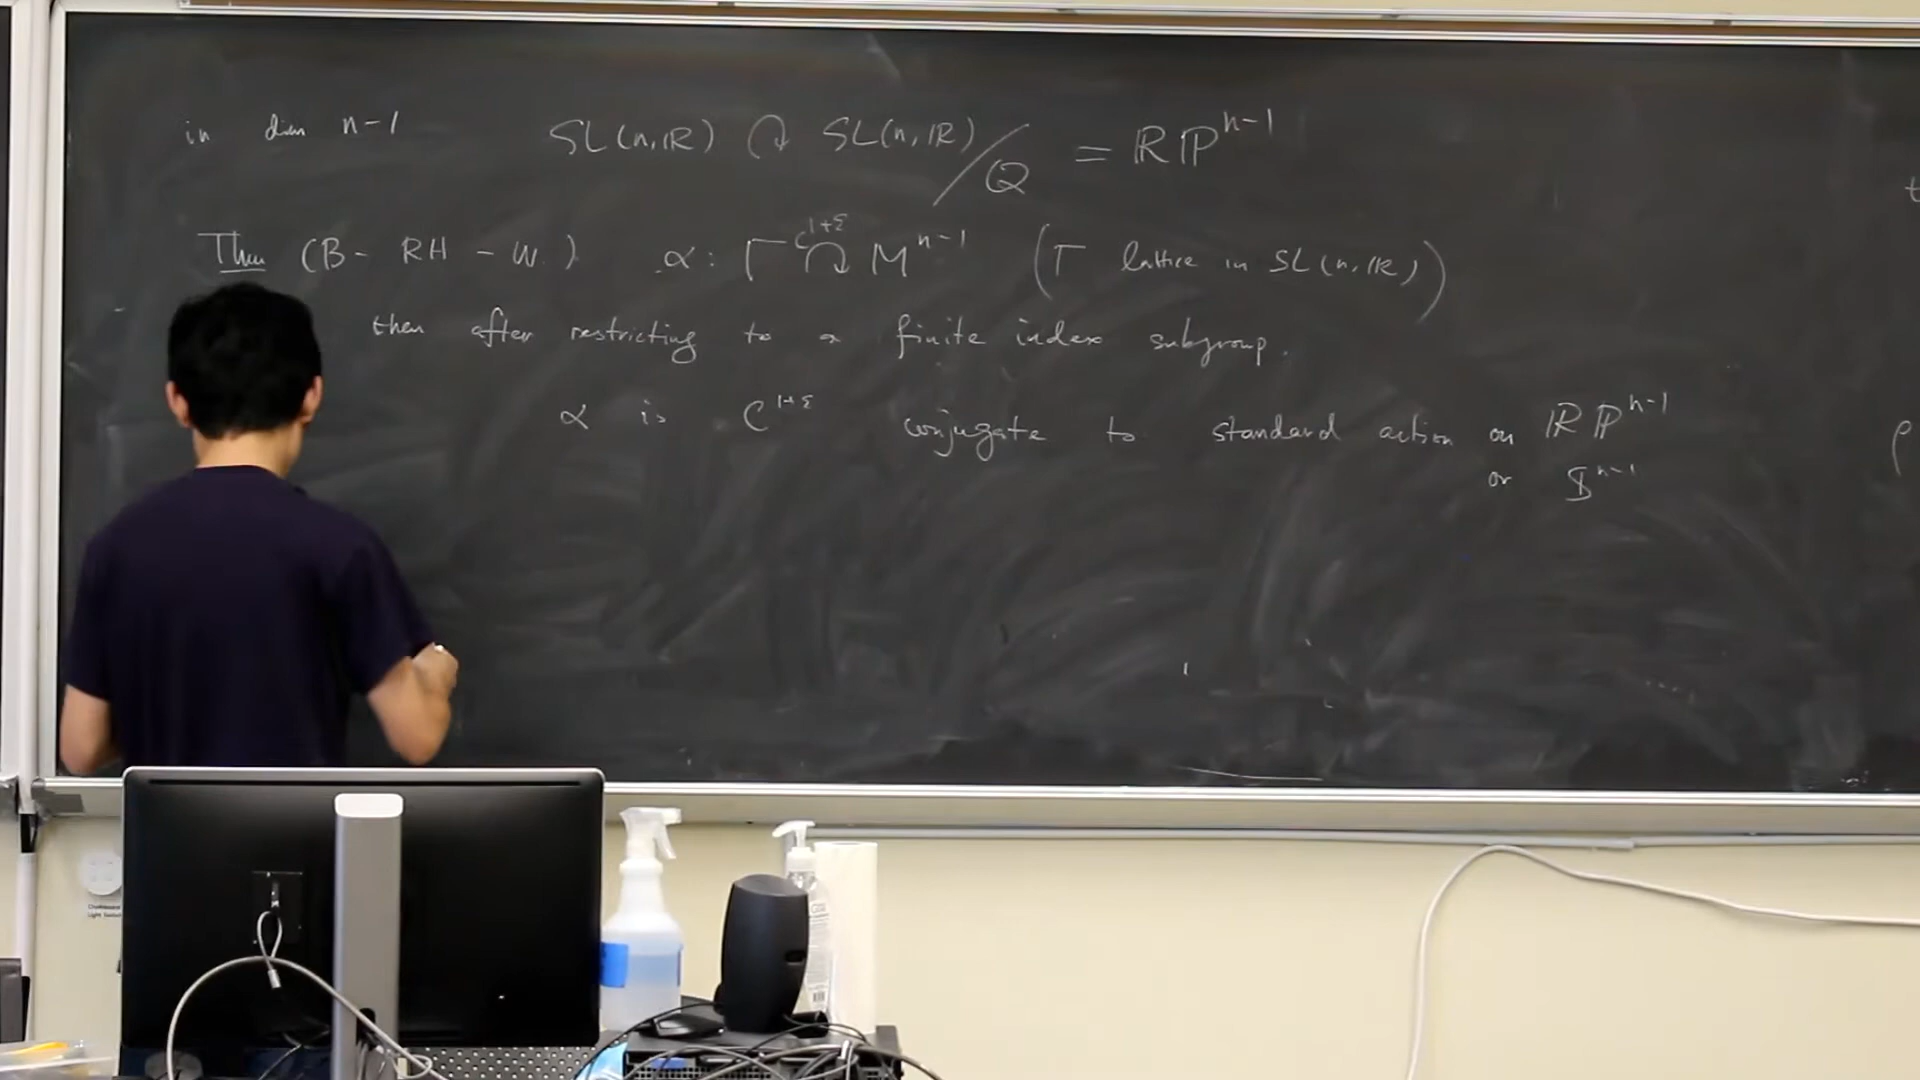 in dim n-1 SL(n,ℝ) ↷ SL(n,ℝ)/Q = ℝℙ^{n-1}
Thm (B - RH - W.) α: Γ ↷^{C^{1+ε}} M^{n-1} (Γ lattice in SL(n,ℝ))
then after restricting to a finite index subgroup.
α is C^{1+ε} conjugate to standard action on ℝℙ^{n-1}
or 𝕊^{n-1}